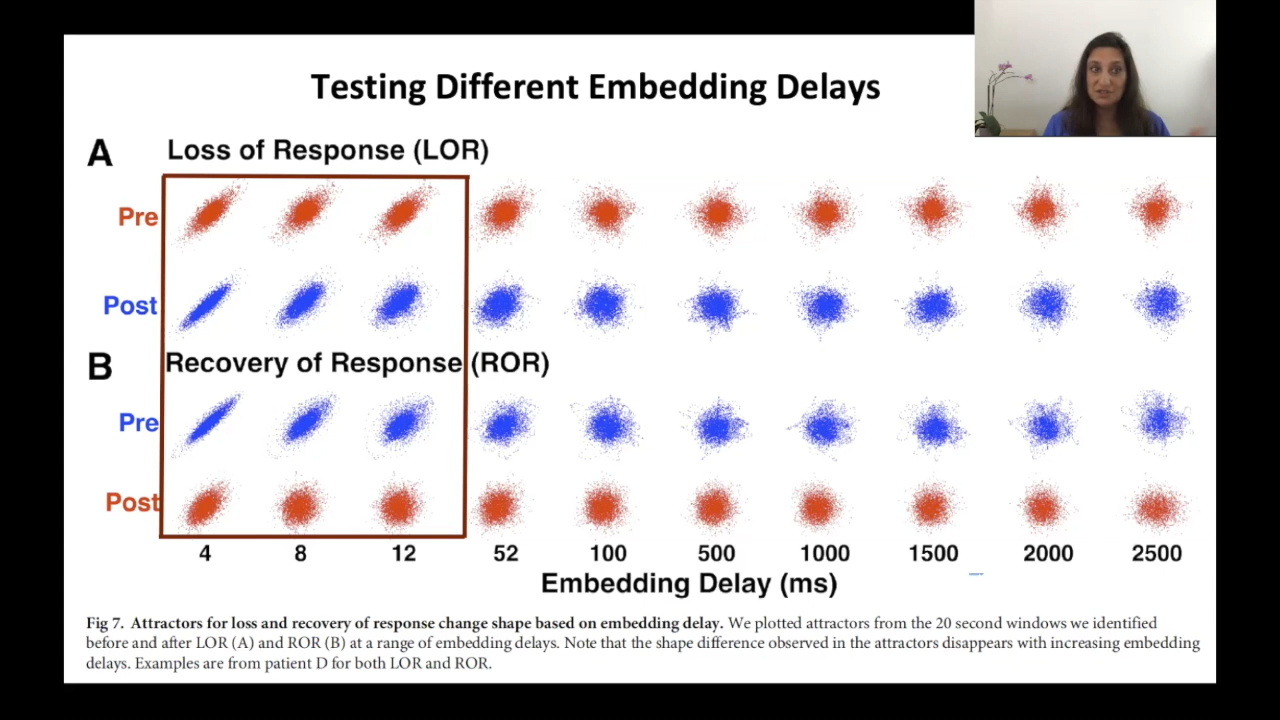 Testing Different Embedding Delays
A Loss of Response (LOR)
Pre
Post
B Recovery of Response (ROR)
Pre
Post
4 8 12 52 100 500 1000 1500 2000 2500
Embedding Delay (ms)
Fig 7. Attractors for loss and recovery of response change shape based on embedding delay. We plotted attractors from the 20 second windows we identified
before and after LOR (A) and ROR (B) at a range of embedding delays. Note that the shape difference observed in the attractors disappears with increasing embedding
delays. Examples are from patient D for both LOR and ROR.